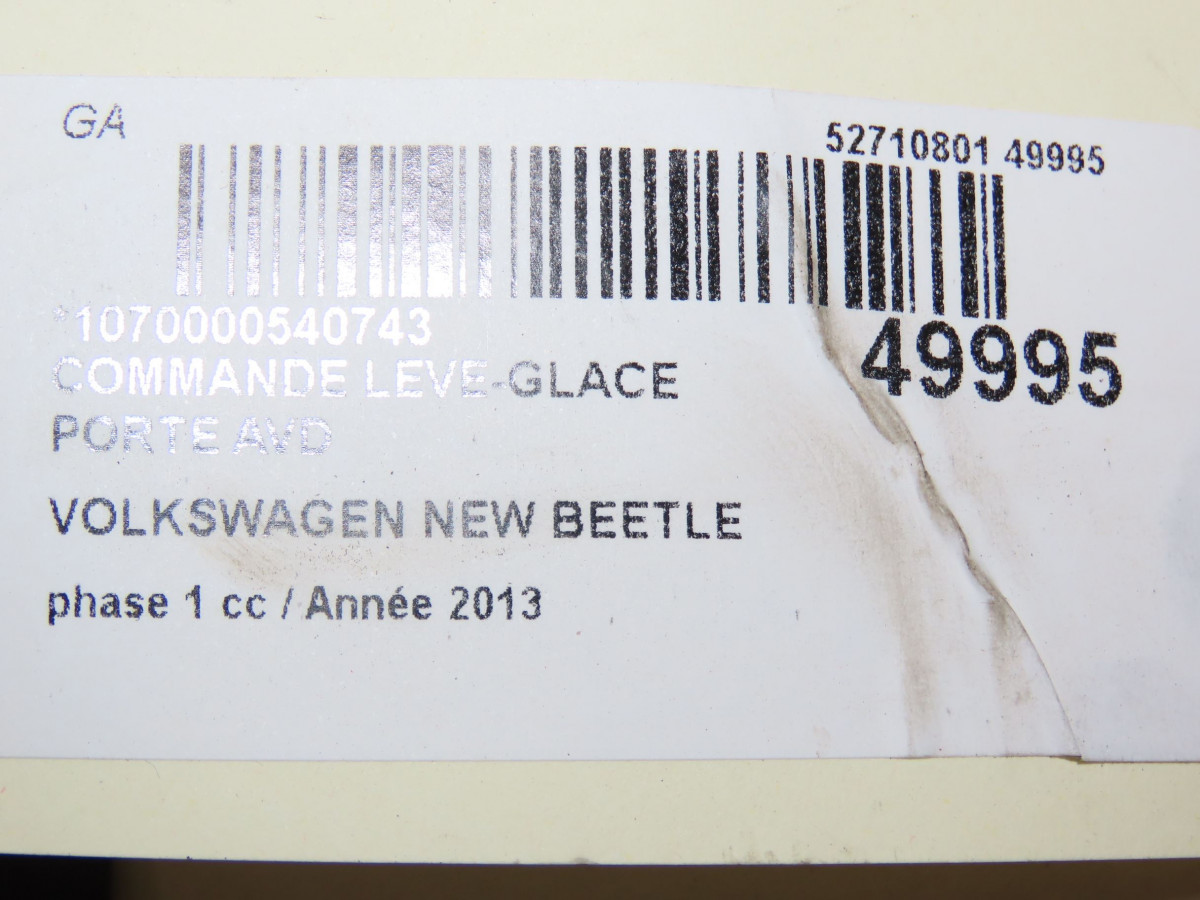 GA
52710801 49995
*1070000540743
49995
COMMANDE LEVE-GLACE
PORTE AVD
VOLKSWAGEN NEW BEETLE
phase 1 cc / Année 2013